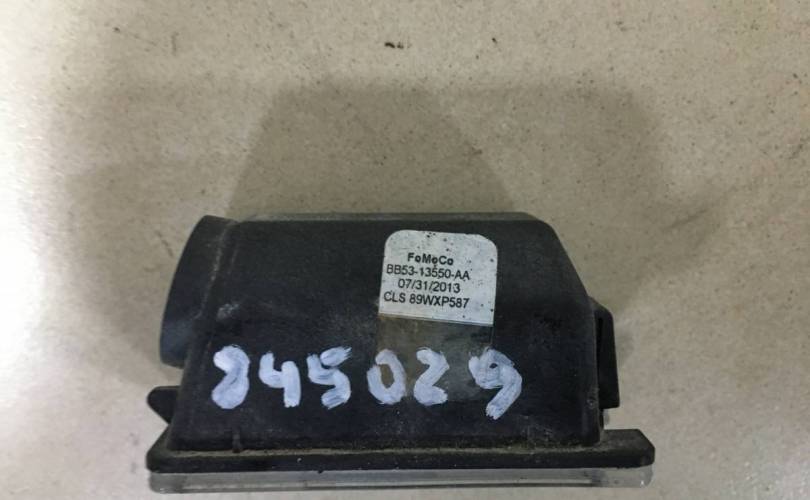 FoMoCo
BB53-13550-AA
07/31/2013
CLS 89WXP587
845029